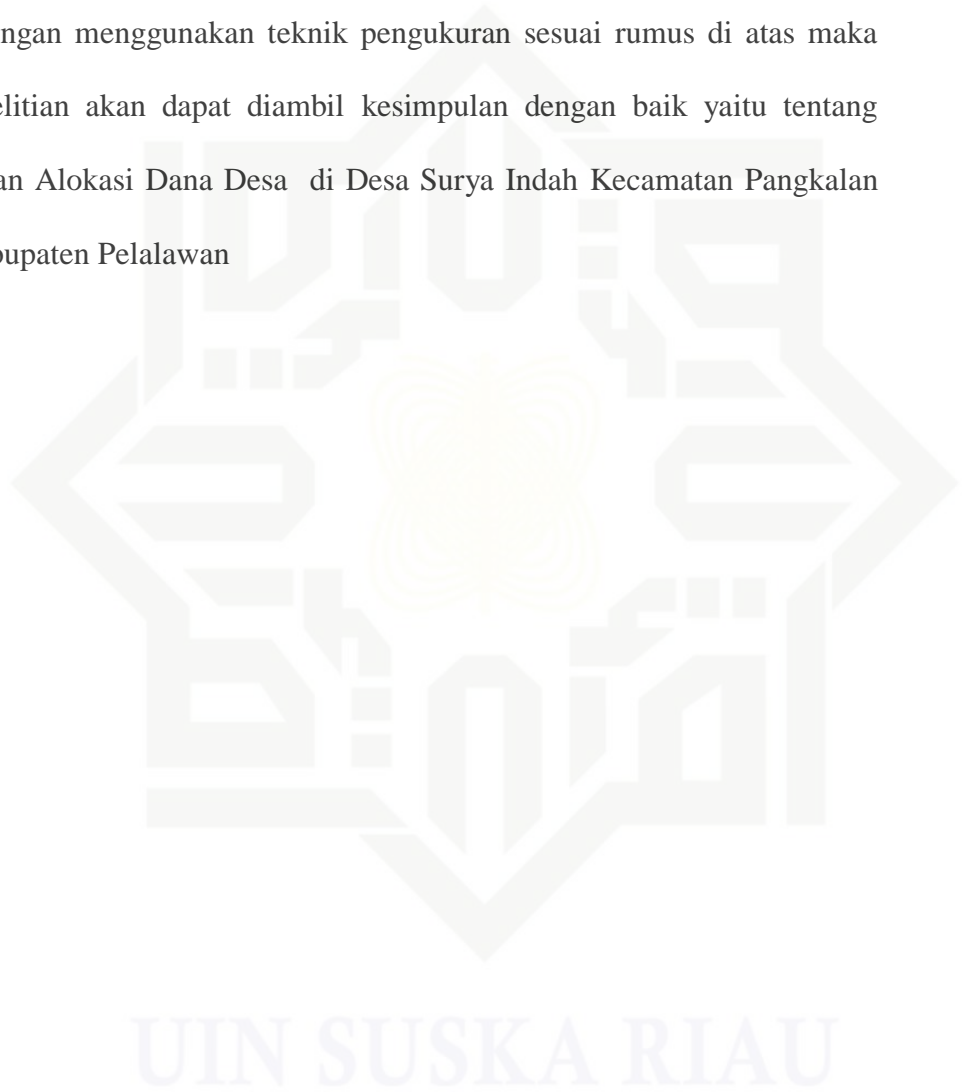 ngan menggunakan teknik pengukuran sesuai rumus di atas maka
elitian akan dapat diambil kesimpulan dengan baik yaitu tentang
an Alokasi Dana Desa di Desa Surya Indah Kecamatan Pangkalan
bupaten Pelalawan
UIN SUSKA RIAU